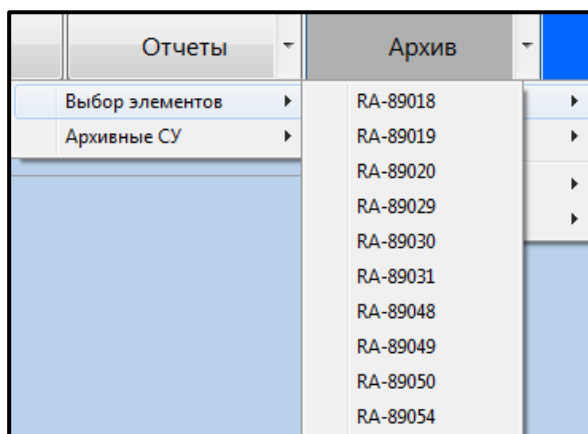 Отчеты
Архив
Выбор элементов
Архивные СУ
RA-89018
RA-89019
RA-89020
RA-89029
RA-89030
RA-89031
RA-89048
RA-89049
RA-89050
RA-89054